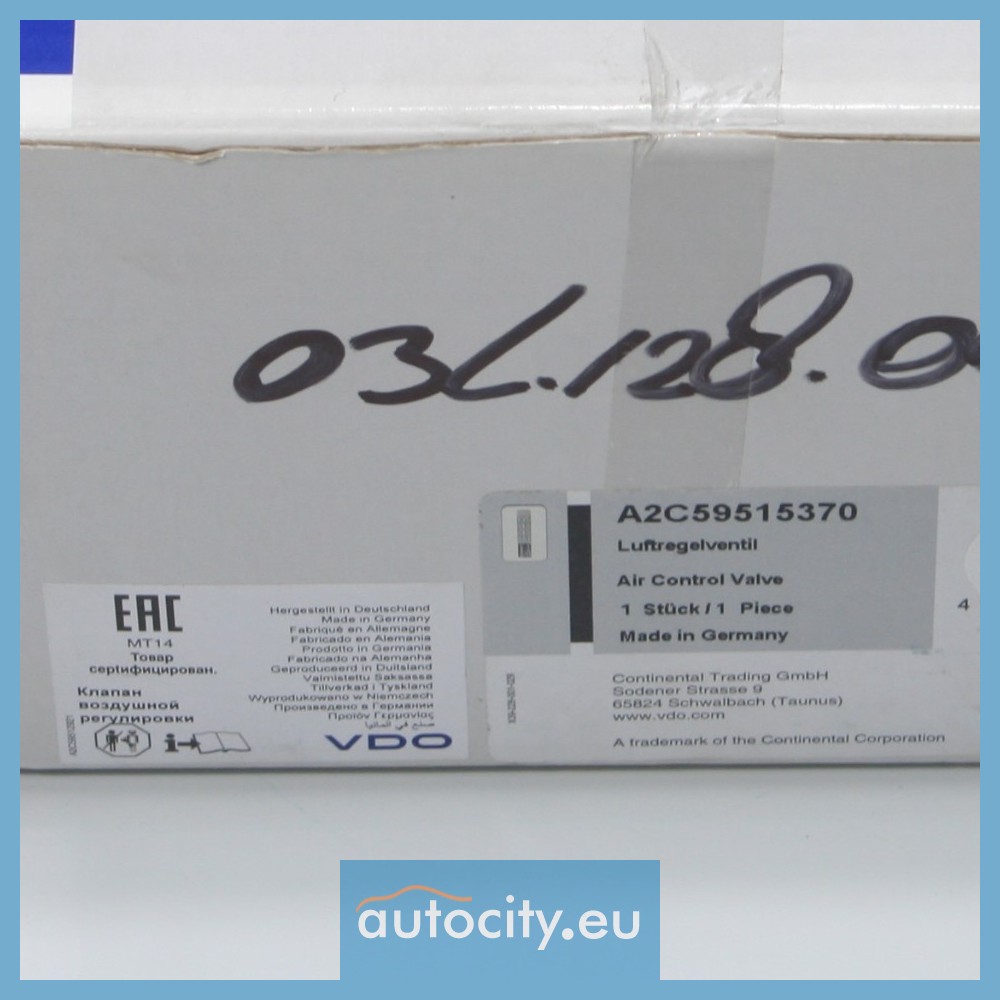 03L.128.0
A2C59515370
Luftregelventil
Air Control Valve
1 Stück / 1 Piece
Made in Germany
4
Continental Trading GmbH
Sodener Strasse 9
65824 Schwalbach (Taunus)
www.vdo.com
A trademark of the Continental Corporation
EAC
MT14
Товар
сертифицирован.
Клапан
воздушной
регулировки
Hergestellt in Deutschland
Made in Germany
Fabriqué en Allemagne
Fabricado en Alemania
Prodotto in Germania
Fabricado na Alemanha
Geproduceerd in Duitsland
Valmistettu Saksassa
Tillverkad i Tyskland
Wyprodukowano w Niemczech
Произведено в Германии
Προϊόν Γερμανίας
صنع في ألمانيا
VDO
autocity.eu